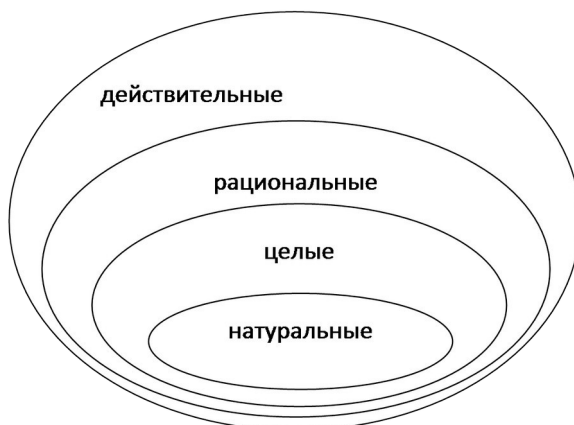 действительные
рациональные
целые
натуральные